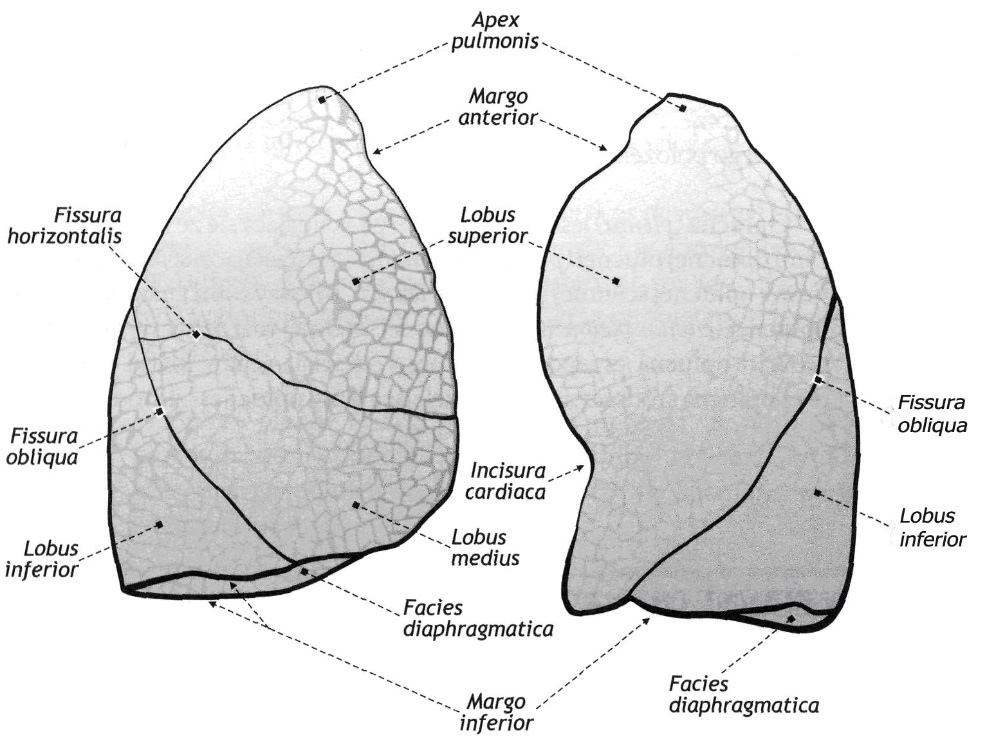 Apex
pulmonis
Margo
anterior
Fissura
horizontalis
Lobus
superior
Fissura
obliqua
Fissura
obliqua
Incisura
cardiaca
Lobus
inferior
Lobus
medius
Lobus
inferior
Facies
diaphragmatica
Facies
diaphragmatica
Margo
inferior